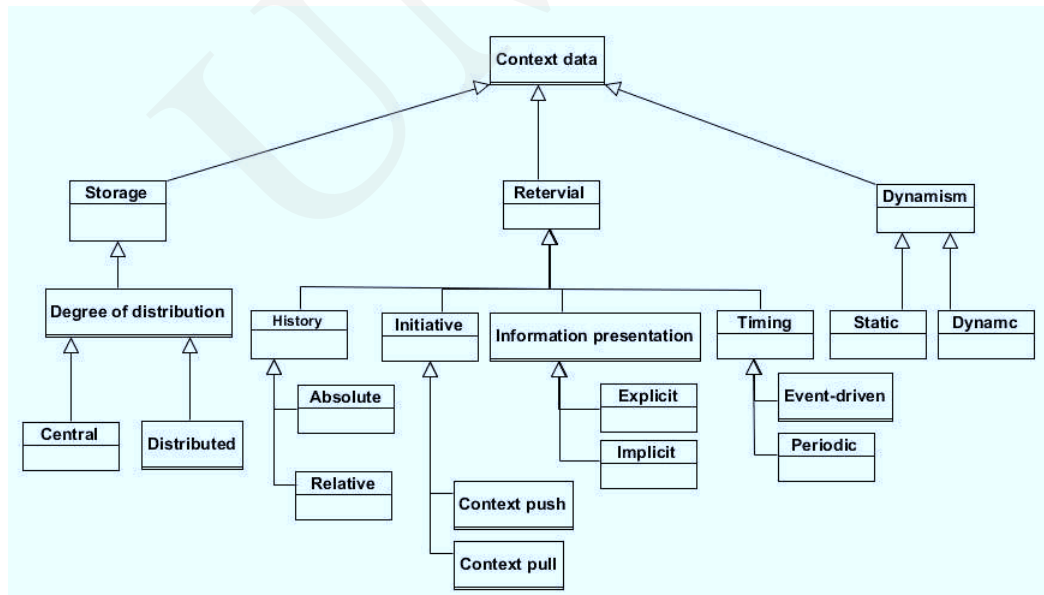 Context data
Storage
Retervial
Dynamism
Degree of distribution
History
Initiative
Information presentation
Timing
Static
Dynamc
Absolute
Explicit
Event-driven
Central
Distributed
Implicit
Periodic
Relative
Context push
Context pull